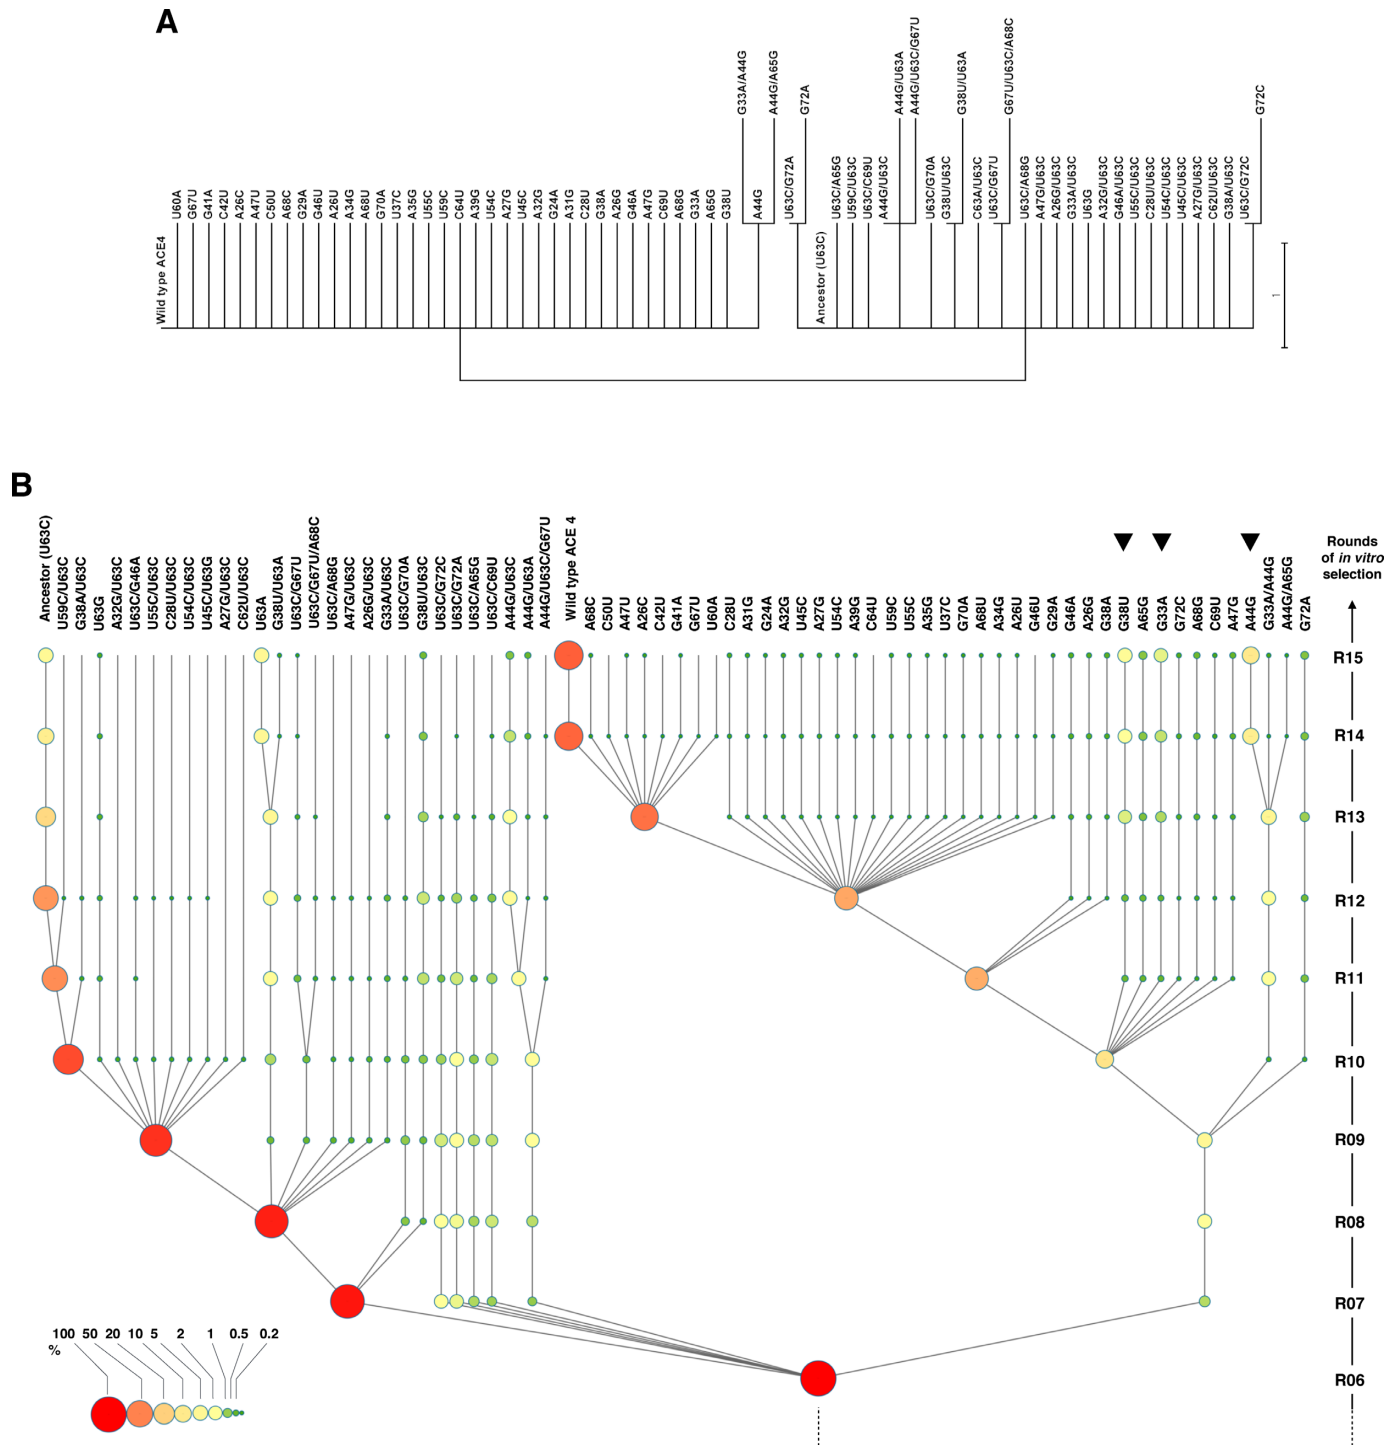 A
Wild type ACE4
U60A
G67U
G41A
C42U
A26C
A47U
C50U
A68C
G29A
G46U
A26U
A34G
A68U
G70A
U37C
A35G
U55C
U59C
C64U
A39G
U54C
A27G
U45C
A32G
G24A
A31G
C28U
G38A
A26G
G46A
A47G
C69U
A68G
G33A
A65G
G38U
G33A/A44G
A44G
A44G/A65G
U63C/G72A
G72A
Ancestor (U63C)
U63C/A65G
U59C/U63C
U63C/C69U
A44G/U63C
A44G/U63A
A44G/U63C/G67U
U63C/G70A
G38U/U63C
G38U/U63A
C63A/U63C
U63C/G67U
G67U/U63C/A68C
U63C/A68G
A47G/U63C
A26G/U63C
G33A/U63C
U63G
A32G/U63C
G46A/U63C
U55C/U63C
C28U/U63C
U54C/U63C
U45C/U63C
A27G/U63C
C62U/U63C
G38A/U63C
U63C/G72C
G72C
1
B
Ancestor (U63C)
U59C/U63C
G38A/U63C
U63G
A32G/U63C
U63C/G46A
U55C/U63C
C28U/U63C
U54C/U63C
U45C/U63G
A27G/U63C
C62U/U63C
U63A
G38U/U63A
U63C/G67U
U63C/G67U/A68C
U63C/A68G
A47G/U63C
A26G/U63C
G33A/U63C
U63C/G70A
G38U/U63C
U63C/G72C
U63C/G72A
U63C/A65G
U63C/C69U
A44G/U63C
A44G/U63A
A44G/U63C/G67U
Wild type ACE 4
A68C
C50U
A47U
A26C
C42U
G41A
G67U
U60A
C28U
A31G
G24A
A32G
U45C
A27G
U54C
A39G
C64U
U59C
U55C
A35G
U37C
G70A
A68U
A34G
A26U
G46U
G29A
G46A
A26G
G38A
G38U
A65G
G33A
G72C
A68G
C69U
A47G
A44G
G33A/A44G
A44G/A65G
G72A
Rounds
of in vitro
selection
R15
R14
R13
R12
R11
R10
R09
R08
R07
R06
100 50 20 10 5 2 1 0.5 0.2
%